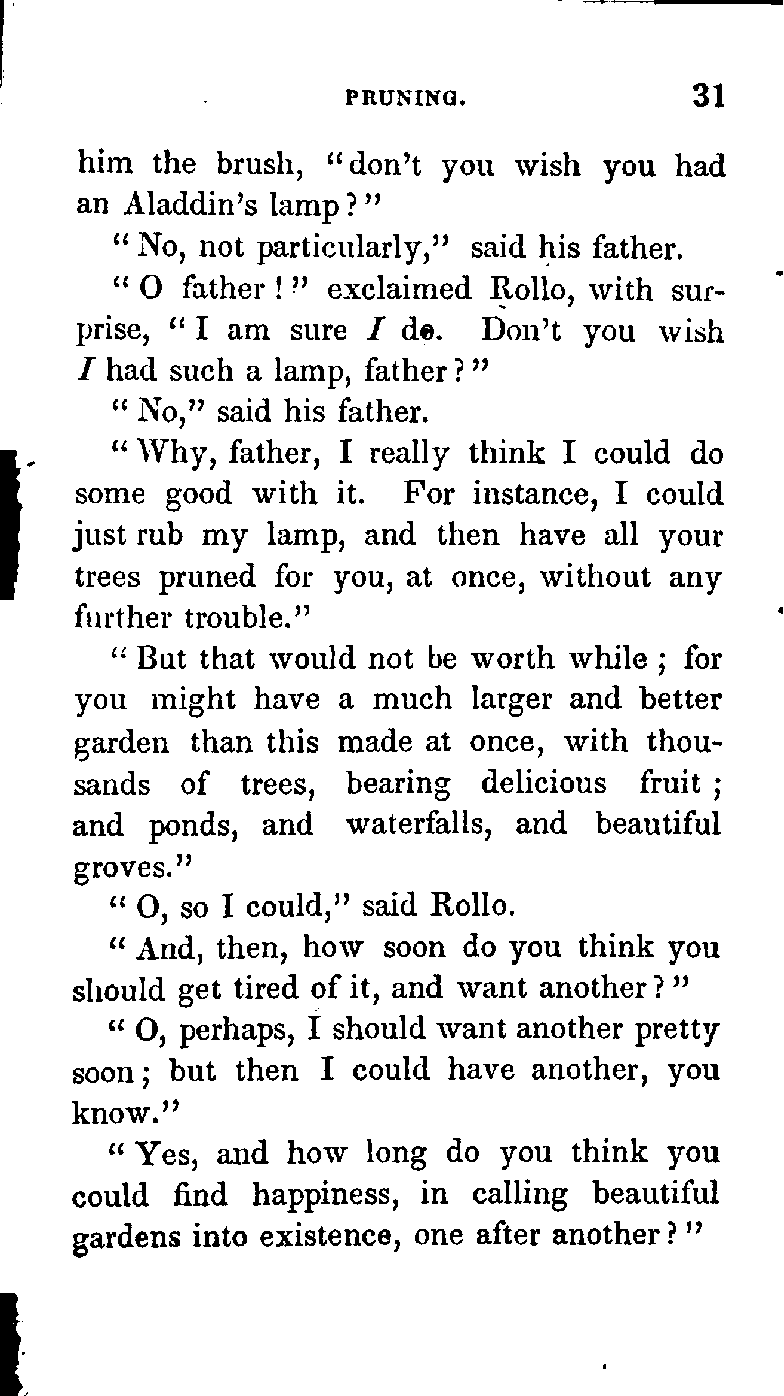 PRUNING. 31
him the brush, "don't you wish you had
an Aladdin's lamp?"
"No, not particularly," said his father.
"O father!" exclaimed Rollo, with sur-
prise, "I am sure I do. Don't you wish
I had such a lamp, father?"
"No," said his father.
"Why, father, I really think I could do
some good with it. For instance, I could
just rub my lamp, and then have all your
trees pruned for you, at once, without any
further trouble."
"But that would not be worth while; for
you might have a much larger and better
garden than this made at once, with thou-
sands of trees, bearing delicious fruit;
and ponds, and waterfalls, and beautiful
groves."
"O, so I could," said Rollo.
"And, then, how soon do you think you
should get tired of it, and want another?"
"O, perhaps, I should want another pretty
soon; but then I could have another, you
know."
"Yes, and how long do you think you
could find happiness, in calling beautiful
gardens into existence, one after another?"